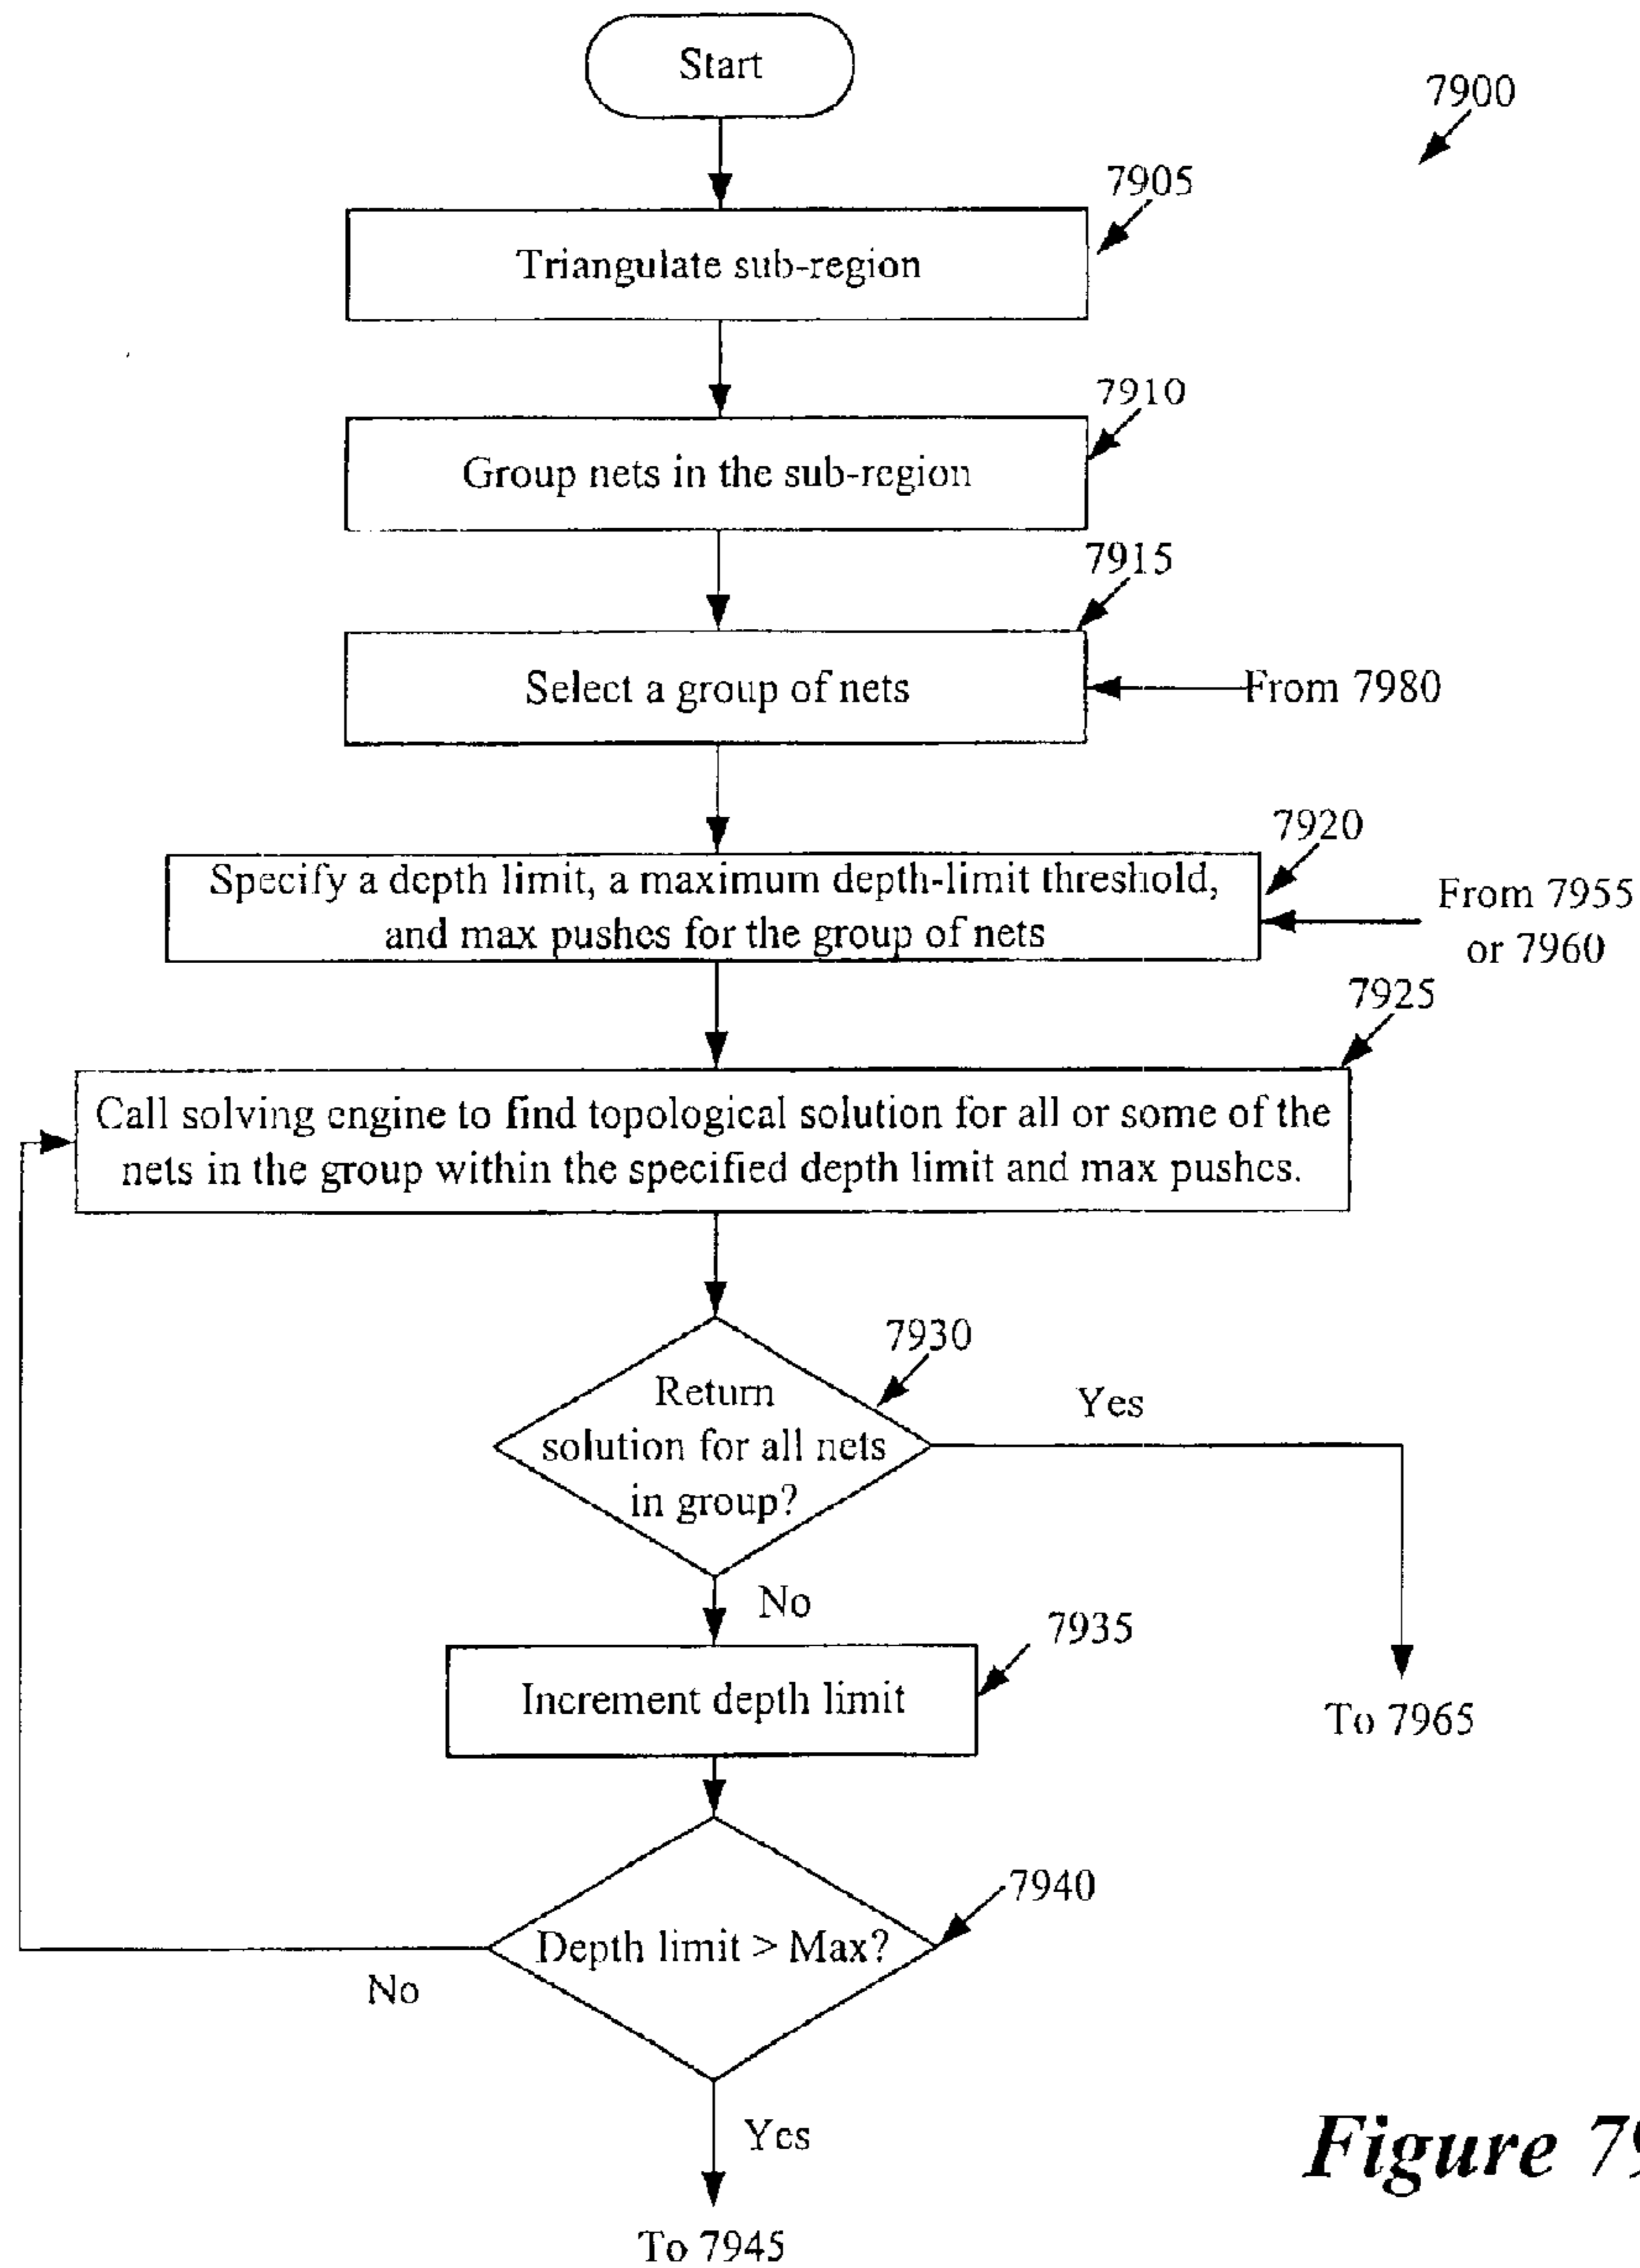 Start
7900
7905
Triangulate sub-region
7910
Group nets in the sub-region
7915
Select a group of nets
From 7980
7920
Specify a depth limit, a maximum depth-limit threshold,
and max pushes for the group of nets
From 7955
or 7960
7925
Call solving engine to find topological solution for all or some of the
nets in the group within the specified depth limit and max pushes.
7930
Return
solution for all nets
in group?
Yes
No
7935
Increment depth limit
To 7965
7940
Depth limit > Max?
No
Yes
To 7945
Figure 79